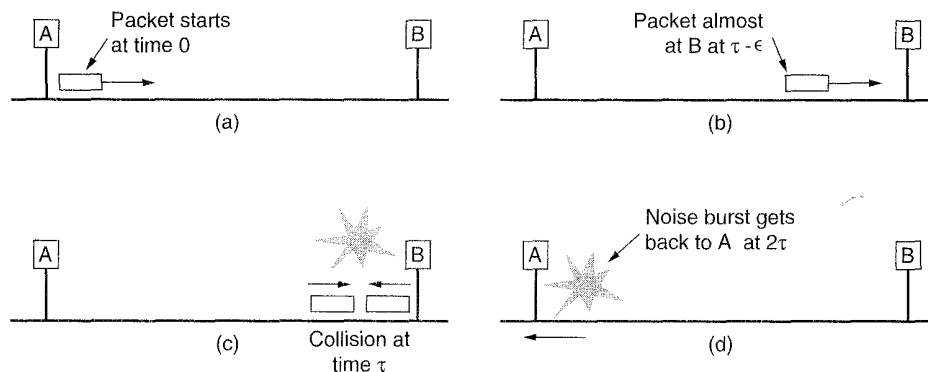 A
Packet starts
at time 0
B
(a)
A
Packet almost
at B at τ - ϵ
B
(b)
A
B
Collision at
time τ
(c)
A
Noise burst gets
back to A at 2τ
B
(d)